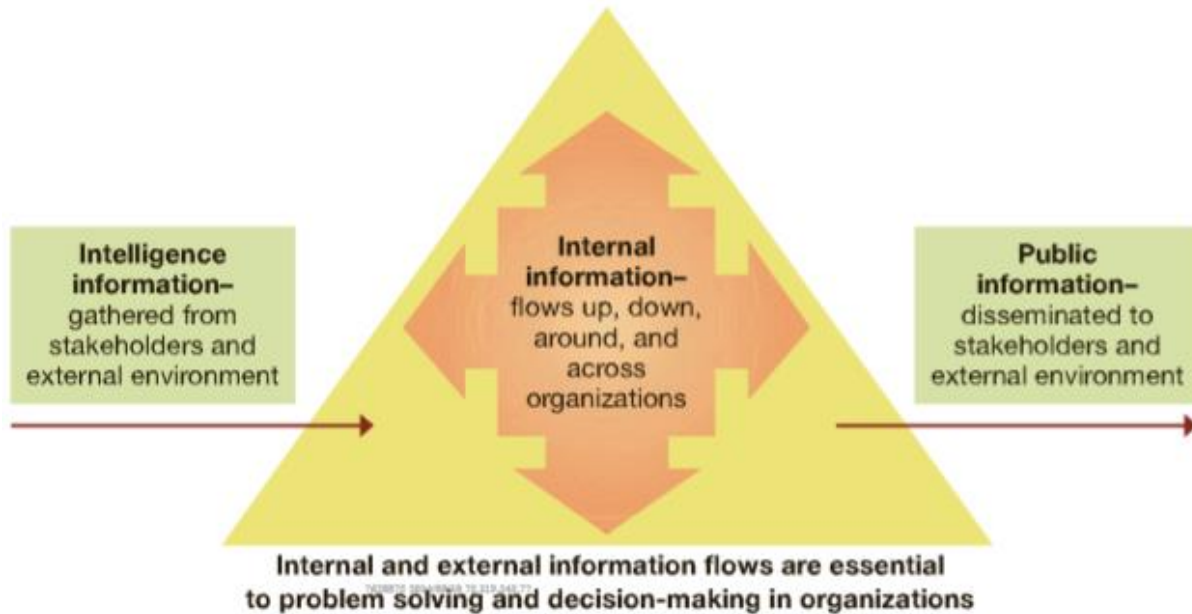 Intelligence
information–
gathered from
stakeholders and
external environment
Internal
information–
flows up, down,
around, and
across
organizations
Public
information–
disseminated to
stakeholders and
external environment
Internal and external information flows are essential
to problem solving and decision-making in organizations